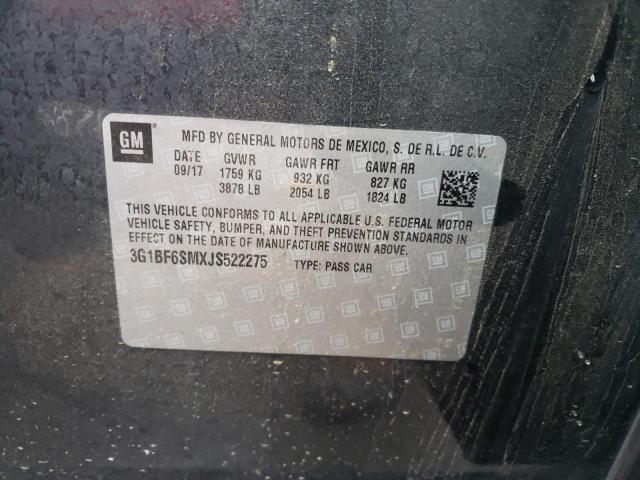 GM
MFD BY GENERAL MOTORS DE MEXICO, S. DE R.L. DE C.V.
DATE GVWR GAWR FRT GAWR RR
09/17 1759 KG 932 KG 827 KG
3878 LB 2054 LB 1824 LB
THIS VEHICLE CONFORMS TO ALL APPLICABLE U.S. FEDERAL MOTOR
VEHICLE SAFETY, BUMPER, AND THEFT PREVENTION STANDARDS IN
EFFECT ON THE DATE OF MANUFACTURE SHOWN ABOVE.
3G1BF6SMXJS522275 TYPE: PASS CAR